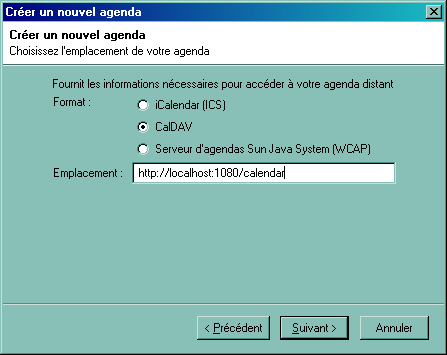 Créer un nouvel agenda
Créer un nouvel agenda
Choisissez l'emplacement de votre agenda
Fournit les informations nécessaires pour accéder à votre agenda distant
Format :
iCalendar (ICS)
CalDAV
Serveur d'agendas Sun Java System (WCAP)
Emplacement : http://localhost:1080/calendar
< Précédent Suivant > Annuler